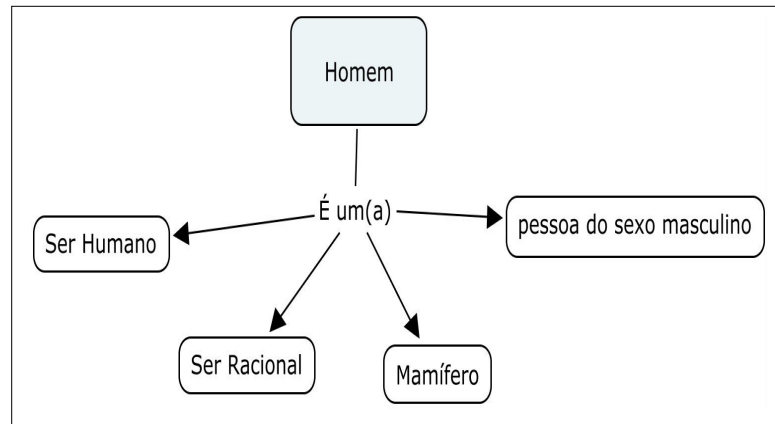 Homem
É um(a)
Ser Humano
pessoa do sexo masculino
Ser Racional
Mamífero